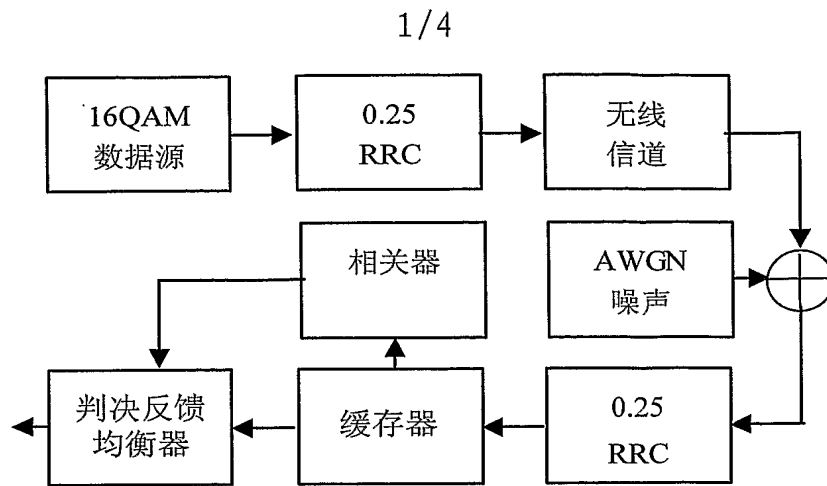 1/4
16QAM
数据源
0.25
RRC
无线
信道
相关器
AWGN
噪声
判决反馈
均衡器
缓存器
0.25
RRC